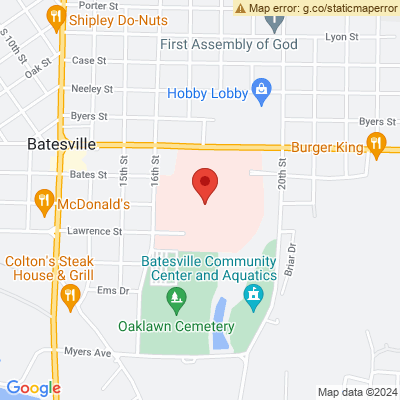 Porter St
Map error: g.co/staticmaperror
Shipley Do-Nuts
S 10th St
First Assembly of God
Lyon St
Oak St
Case St
Neeley St
Hobby Lobby
Byers St
Byers St
Batesville
Burger King
Bates St
15th St
16th St
20th St
McDonald's
Lawrence St
Colton's Steak
House & Grill
Batesville Community
Center and Aquatics
Briar Dr
Ems Dr
Oaklawn Cemetery
Myers Ave
Google
Map data ©2024